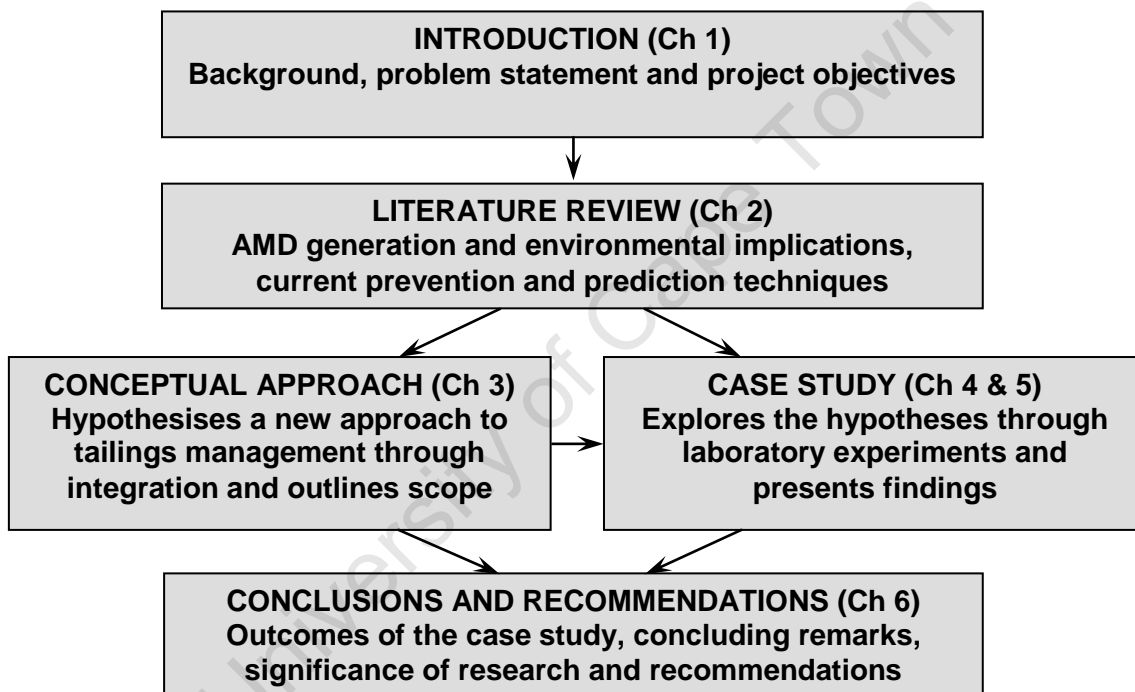 INTRODUCTION (Ch 1)
Background, problem statement and project objectives
LITERATURE REVIEW (Ch 2)
AMD generation and environmental implications,
current prevention and prediction techniques
CONCEPTUAL APPROACH (Ch 3)
Hypothesises a new approach to
tailings management through
integration and outlines scope
CASE STUDY (Ch 4 & 5)
Explores the hypotheses through
laboratory experiments and
presents findings
CONCLUSIONS AND RECOMMENDATIONS (Ch 6)
Outcomes of the case study, concluding remarks,
significance of research and recommendations
University of Cape Town